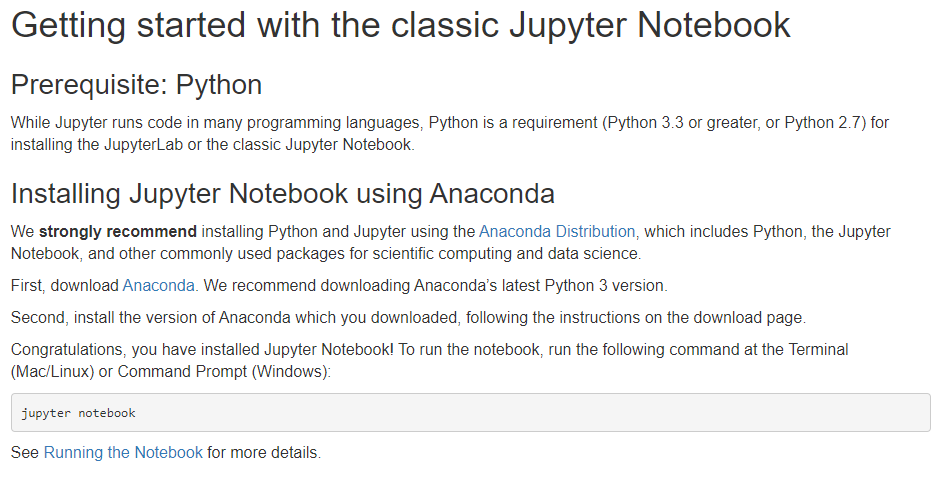 Getting started with the classic Jupyter Notebook
Prerequisite: Python
While Jupyter runs code in many programming languages, Python is a requirement (Python 3.3 or greater, or Python 2.7) for
installing the JupyterLab or the classic Jupyter Notebook.
Installing Jupyter Notebook using Anaconda
We strongly recommend installing Python and Jupyter using the Anaconda Distribution, which includes Python, the Jupyter
Notebook, and other commonly used packages for scientific computing and data science.
First, download Anaconda. We recommend downloading Anaconda’s latest Python 3 version.
Second, install the version of Anaconda which you downloaded, following the instructions on the download page.
Congratulations, you have installed Jupyter Notebook! To run the notebook, run the following command at the Terminal
(Mac/Linux) or Command Prompt (Windows):
jupyter notebook
See Running the Notebook for more details.